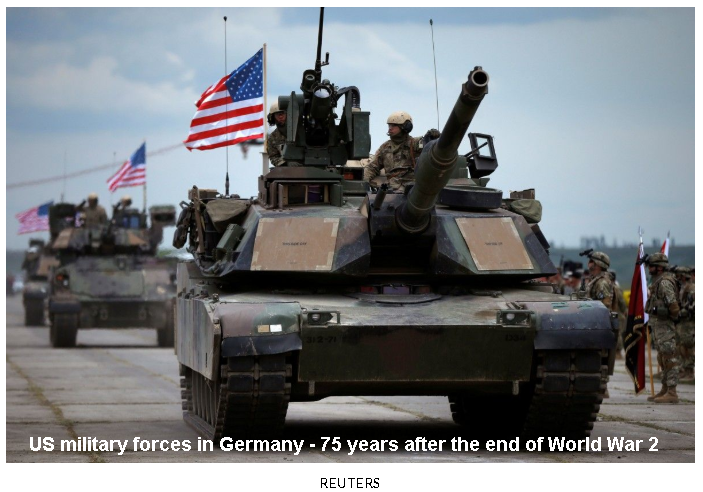 US military forces in Germany - 75 years after the end of World War 2
REUTERS